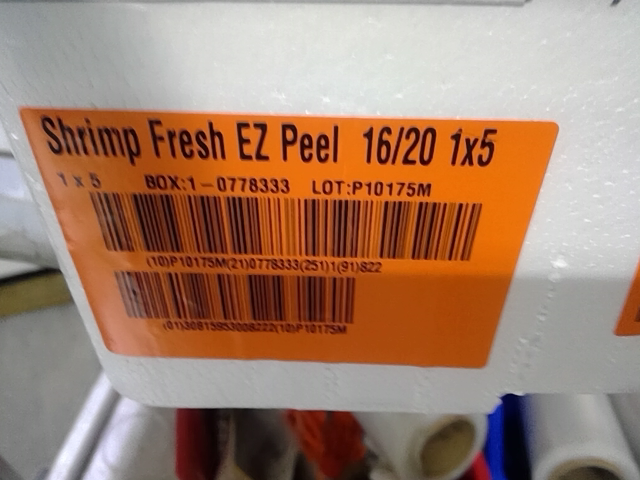 Shrimp Fresh EZ Peel 16/20 1x5
1 x 5 BOX:1-0778333 LOT:P10175M
(10)P10175M(21)0778333(251)1(91)822
(01)30815953008222(10)P10175M